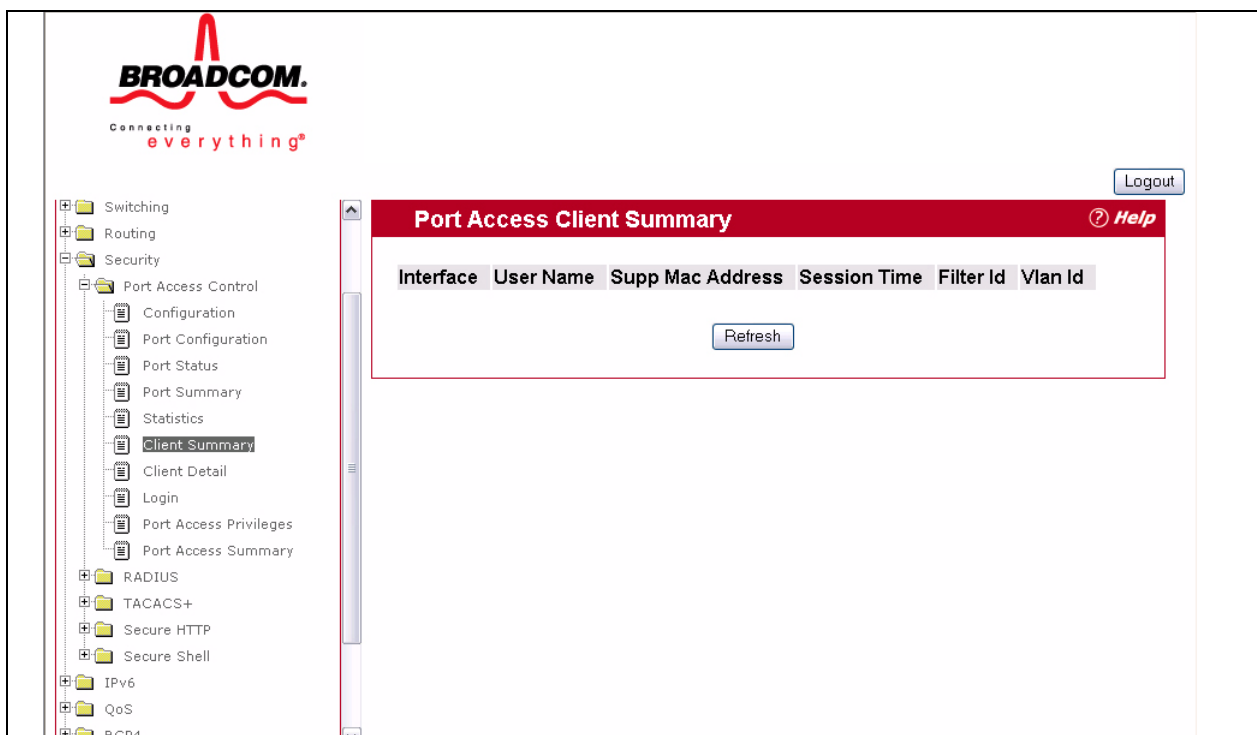 BROADCOM.
Connecting
everything®
Logout
Switching
Routing
Security
Port Access Control
Configuration
Port Configuration
Port Status
Port Summary
Statistics
Client Summary
Client Detail
Login
Port Access Privileges
Port Access Summary
RADIUS
TACACS+
Secure HTTP
Secure Shell
IPv6
QoS
BGP4
Port Access Client Summary
? Help
Interface User Name Supp Mac Address Session Time Filter Id Vlan Id
Refresh